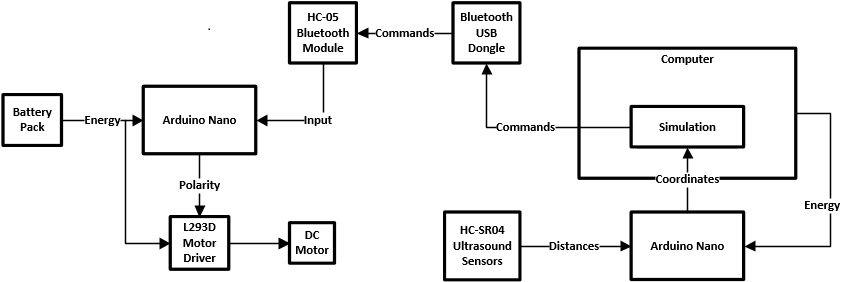 HC-05
Bluetooth
Module
Commands
Bluetooth
USB
Dongle
Computer
Battery
Pack
Energy
Arduino Nano
Input
Commands
Simulation
Polarity
Coordinates
Energy
L293D
Motor
Driver
DC
Motor
HC-SR04
Ultrasound
Sensors
Distances
Arduino Nano